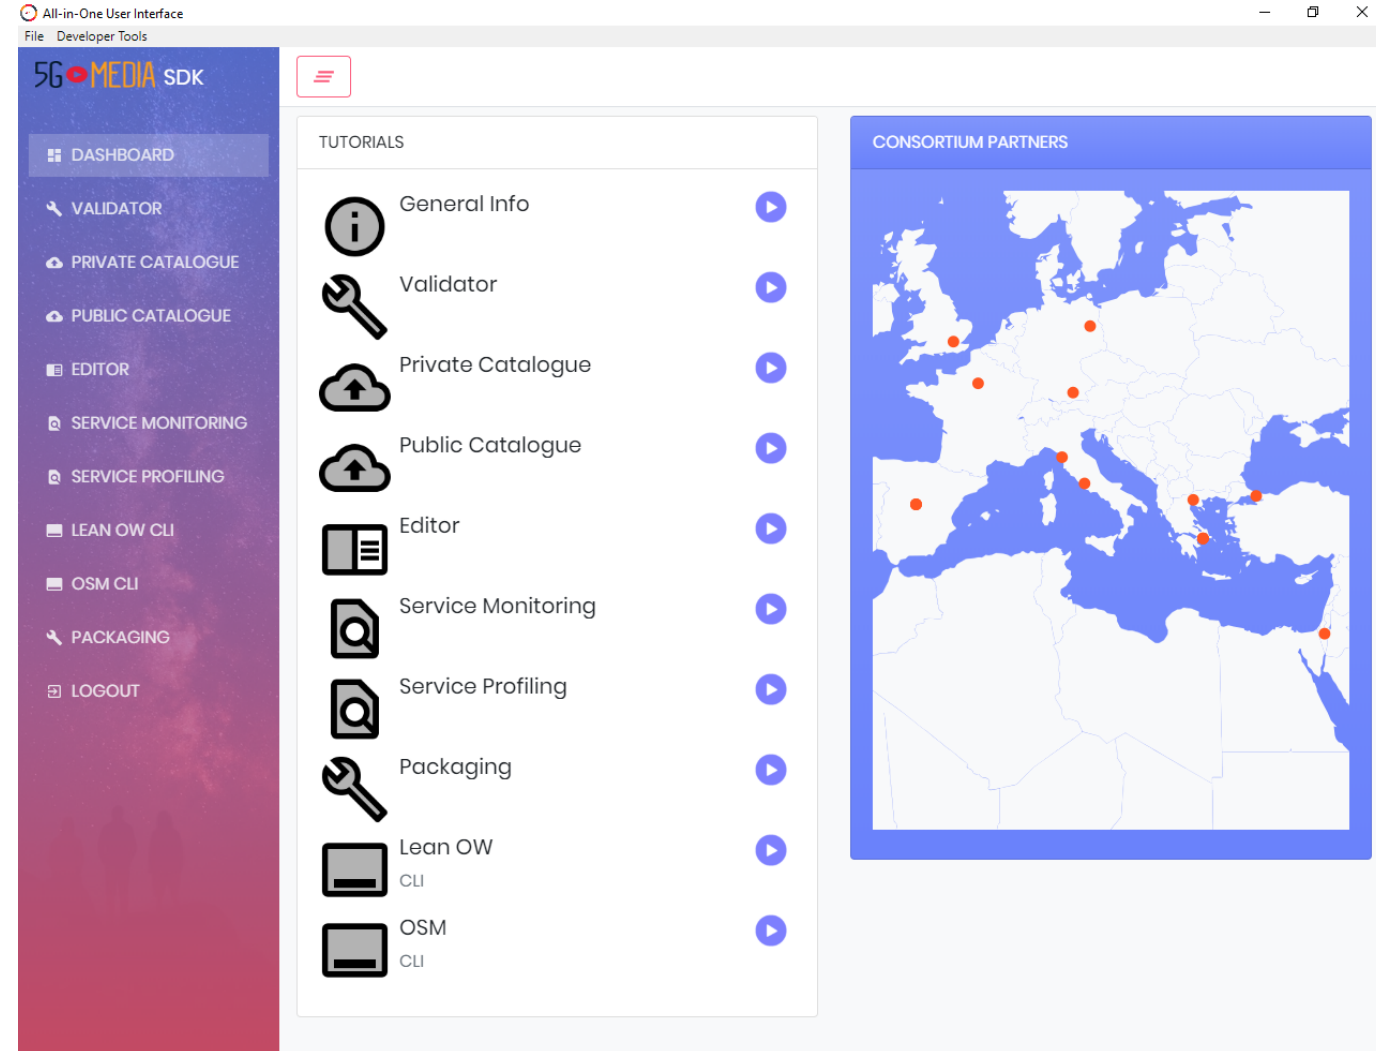 All-in-One User Interface
File Developer Tools
5G MEDIA SDK
DASHBOARD
VALIDATOR
PRIVATE CATALOGUE
PUBLIC CATALOGUE
EDITOR
SERVICE MONITORING
SERVICE PROFILING
LEAN OW CLI
OSM CLI
PACKAGING
LOGOUT
TUTORIALS
General Info
Validator
Private Catalogue
Public Catalogue
Editor
Service Monitoring
Service Profiling
Packaging
Lean OW
CLI
OSM
CLI
CONSORTIUM PARTNERS